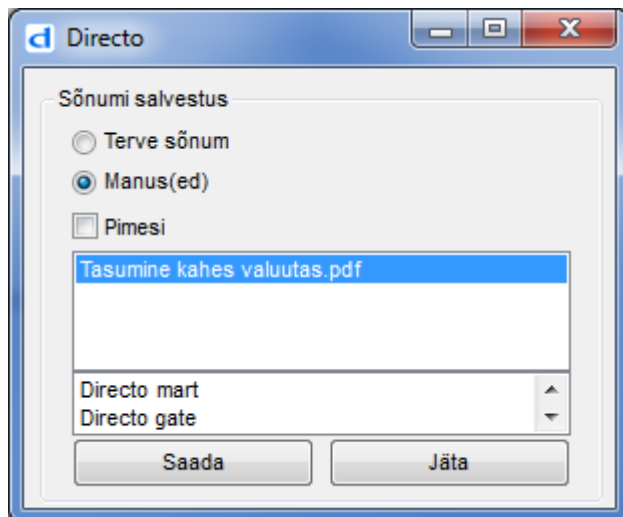 Directo
Sõnumi salvestus
Terve sõnum
Manus(ed)
Pimesi
Tasumine kahes valuutas.pdf
Directo mart
Directo gate
Saada
Jäta